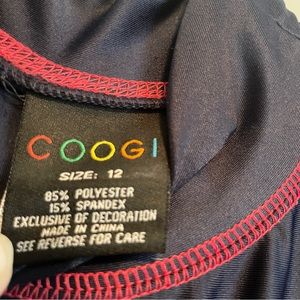 COOGI
SIZE: 12
85% POLYESTER
15% SPANDEX
EXCLUSIVE OF DECORATION
MADE IN CHINA
SEE REVERSE FOR CARE